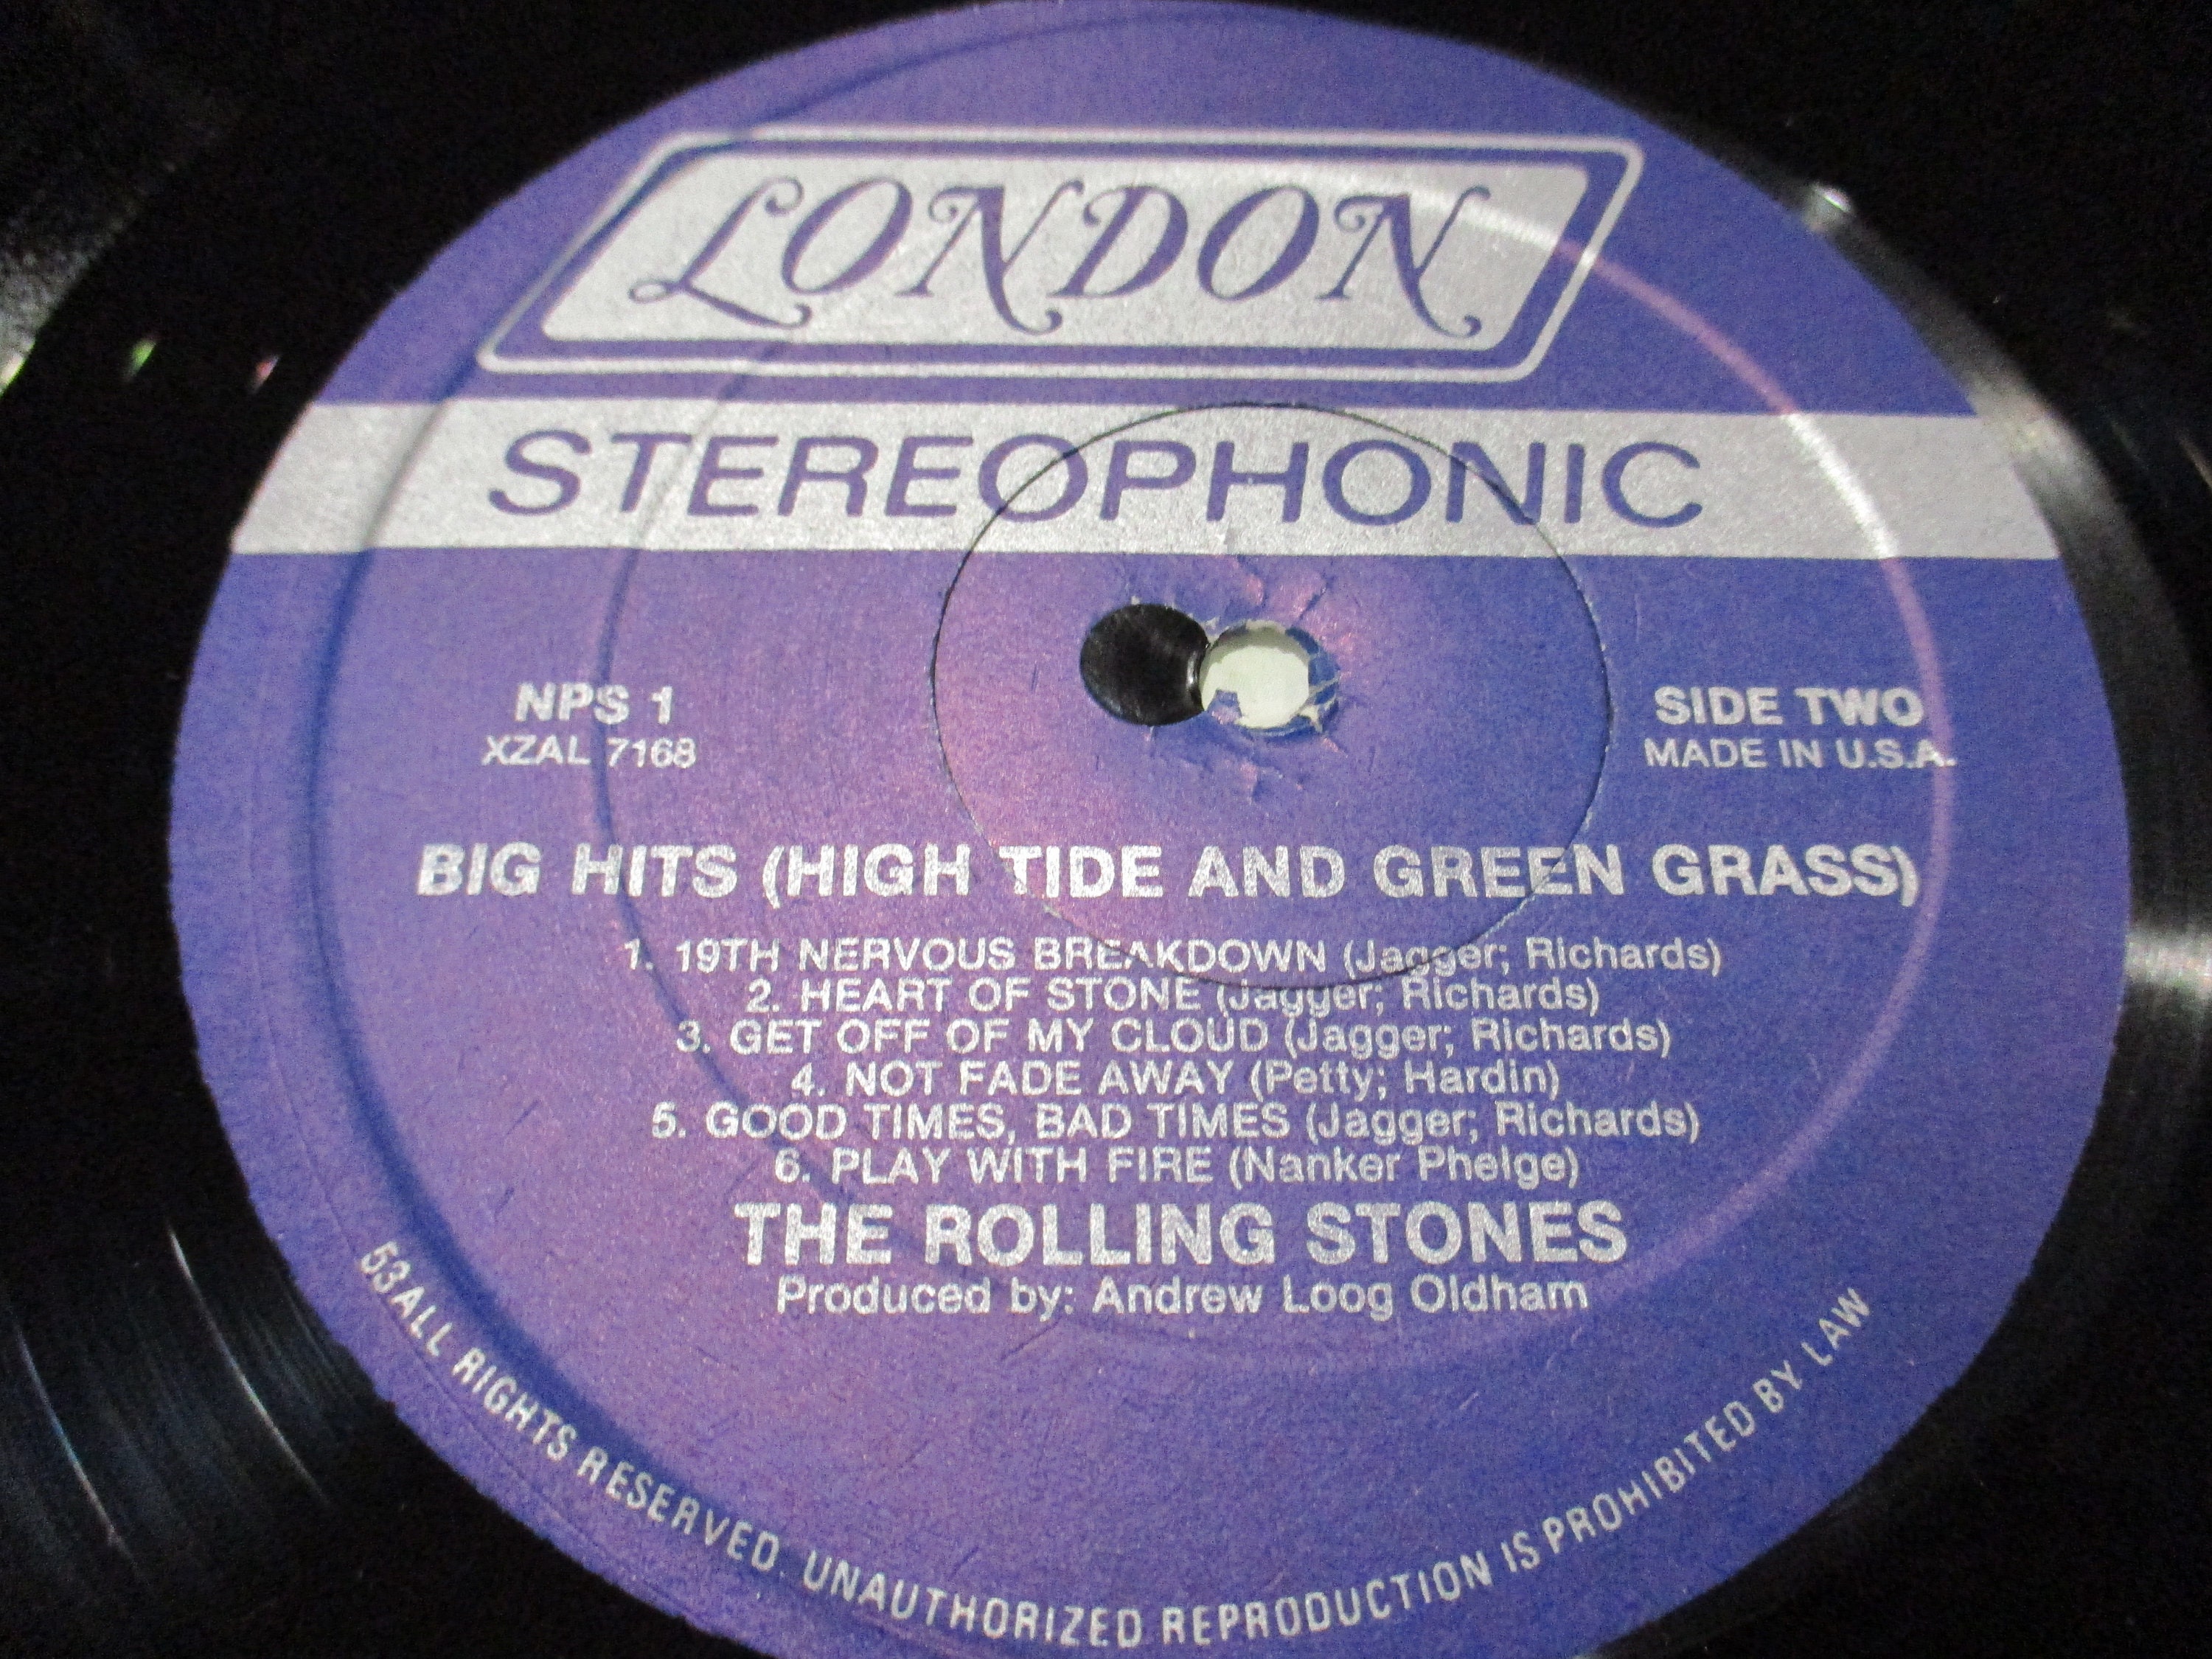 LONDON
STEREOPHONIC
NPS 1
XZAL 7168
SIDE TWO
MADE IN U.S.A.
BIG HITS (HIGH TIDE AND GREEN GRASS)
1. 19TH NERVOUS BREAKDOWN (Jagger; Richards)
2. HEART OF STONE (Jagger; Richards)
3. GET OFF OF MY CLOUD (Jagger; Richards)
4. NOT FADE AWAY (Petty; Hardin)
5. GOOD TIMES, BAD TIMES (Jagger; Richards)
6. PLAY WITH FIRE (Nanker Phelge)
THE ROLLING STONES
Produced by: Andrew Loog Oldham
53ALL RIGHTS RESERVED. UNAUTHORIZED REPRODUCTION IS PROHIBITED BY LAW